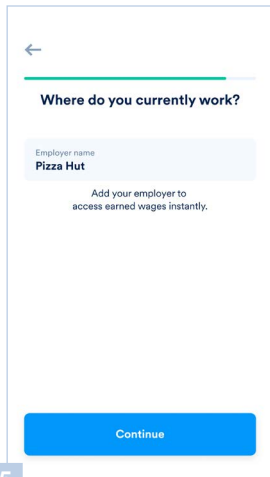 Where do you currently work?
Employer name
Pizza Hut
Add your employer to
access earned wages instantly.
Continue